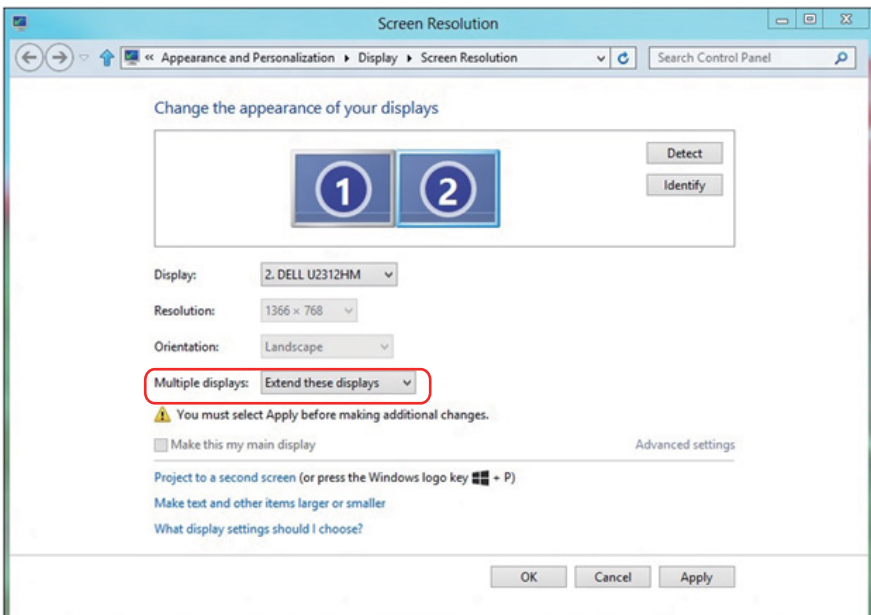 Screen Resolution
« Appearance and Personalization ▸ Display ▸ Screen Resolution
Search Control Panel
Change the appearance of your displays
1 2
Detect
Identify
Display: 2. DELL U2312HM
Resolution: 1366 × 768
Orientation: Landscape
Multiple displays: Extend these displays
You must select Apply before making additional changes.
Make this my main display Advanced settings
Project to a second screen (or press the Windows logo key + P)
Make text and other items larger or smaller
What display settings should I choose?
OK Cancel Apply